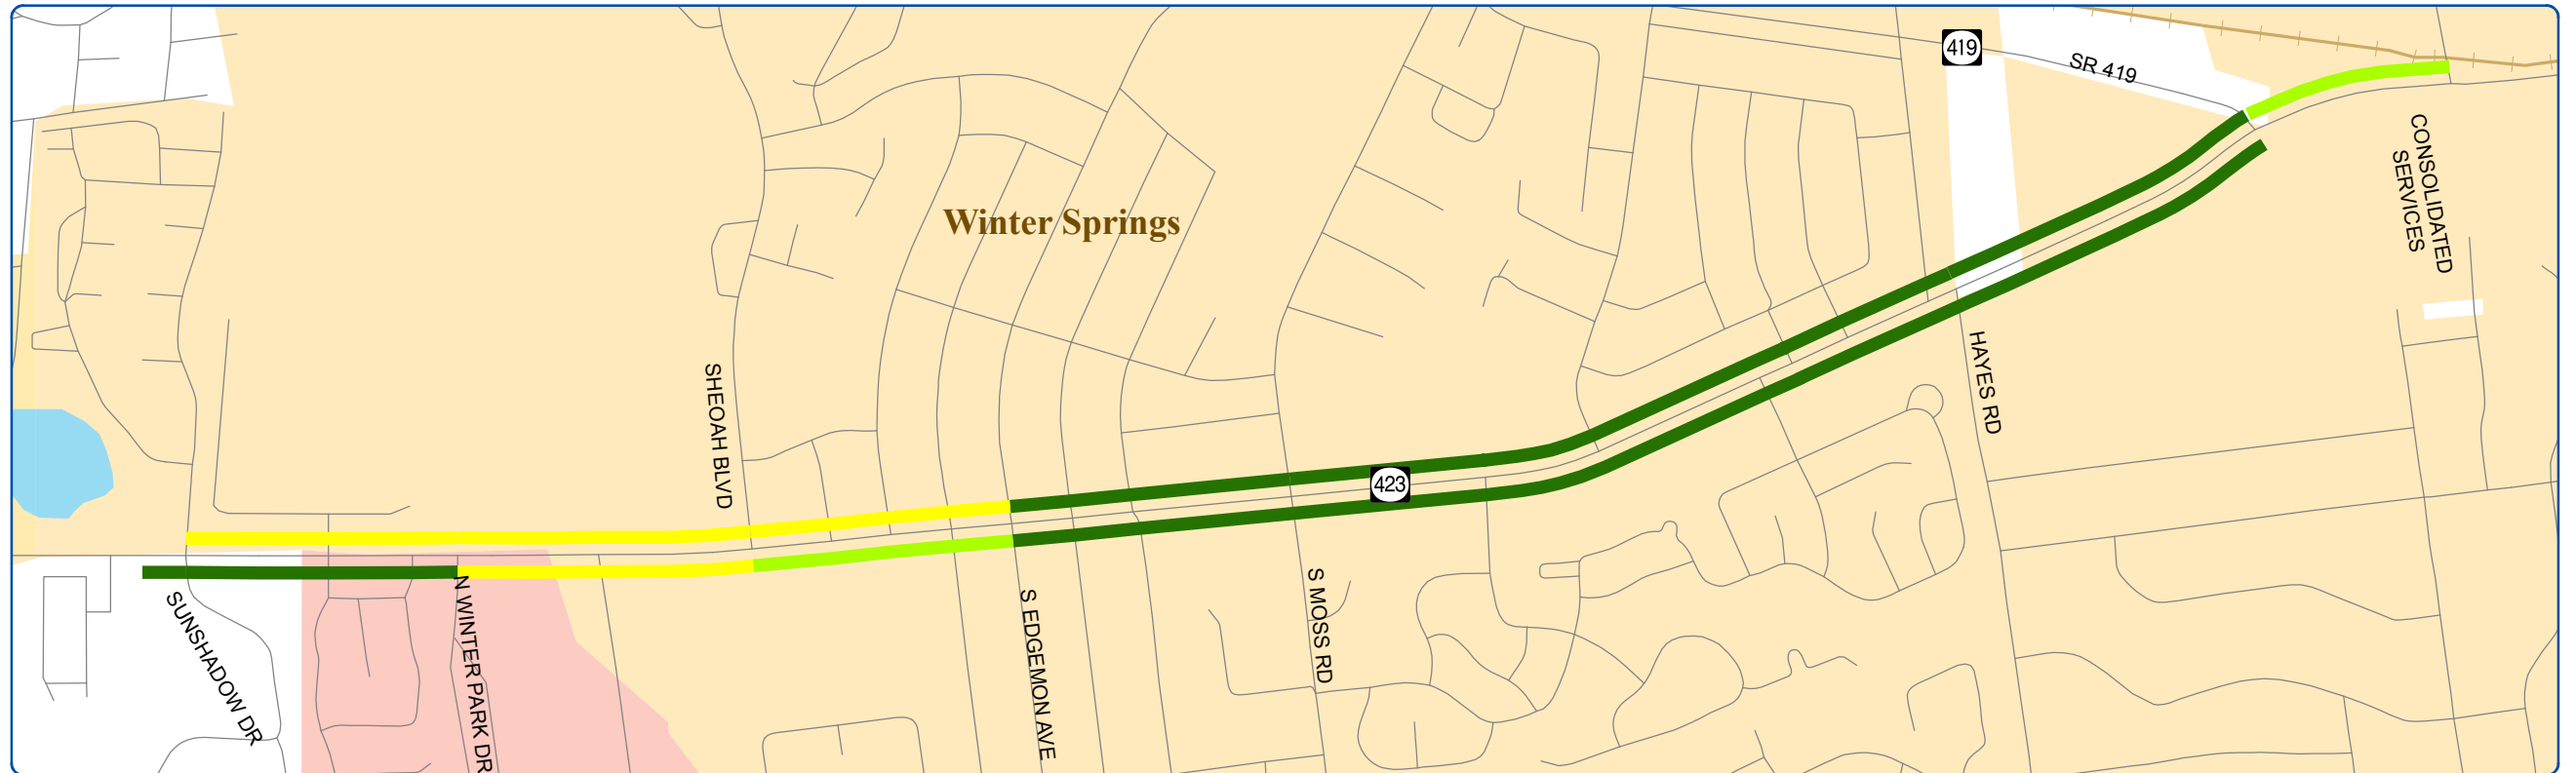 419
SR 419
CONSOLIDATED
SERVICES
Winter Springs
SHEOAH BLVD
HAYES RD
423
SUNSHADOW DR
N WINTER PARK DR
S EDGEMON AVE
S MOSS RD